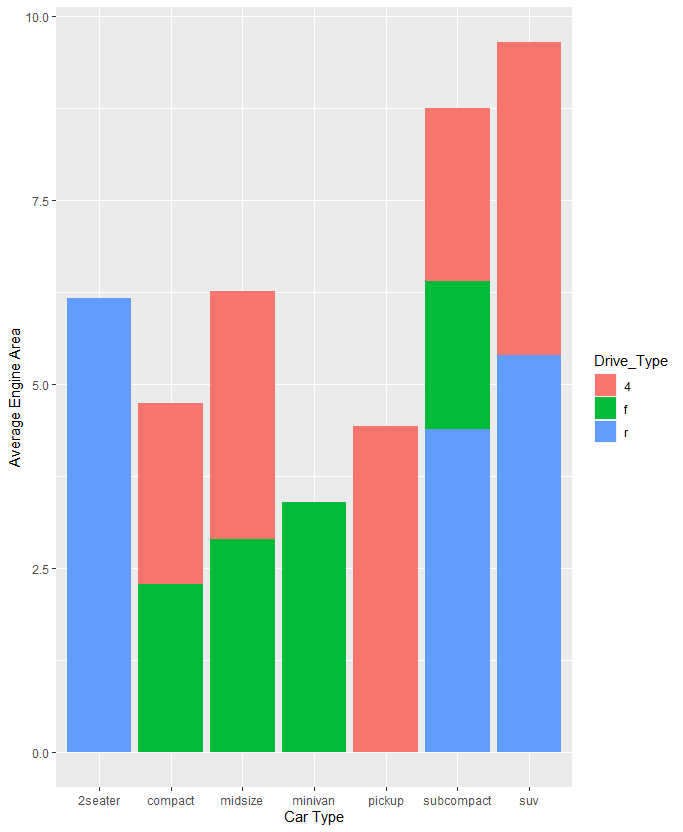 10.0
7.5
5.0
2.5
0.0
Average Engine Area
2seater compact midsize minivan pickup subcompact suv
Car Type
Drive_Type
4
f
r